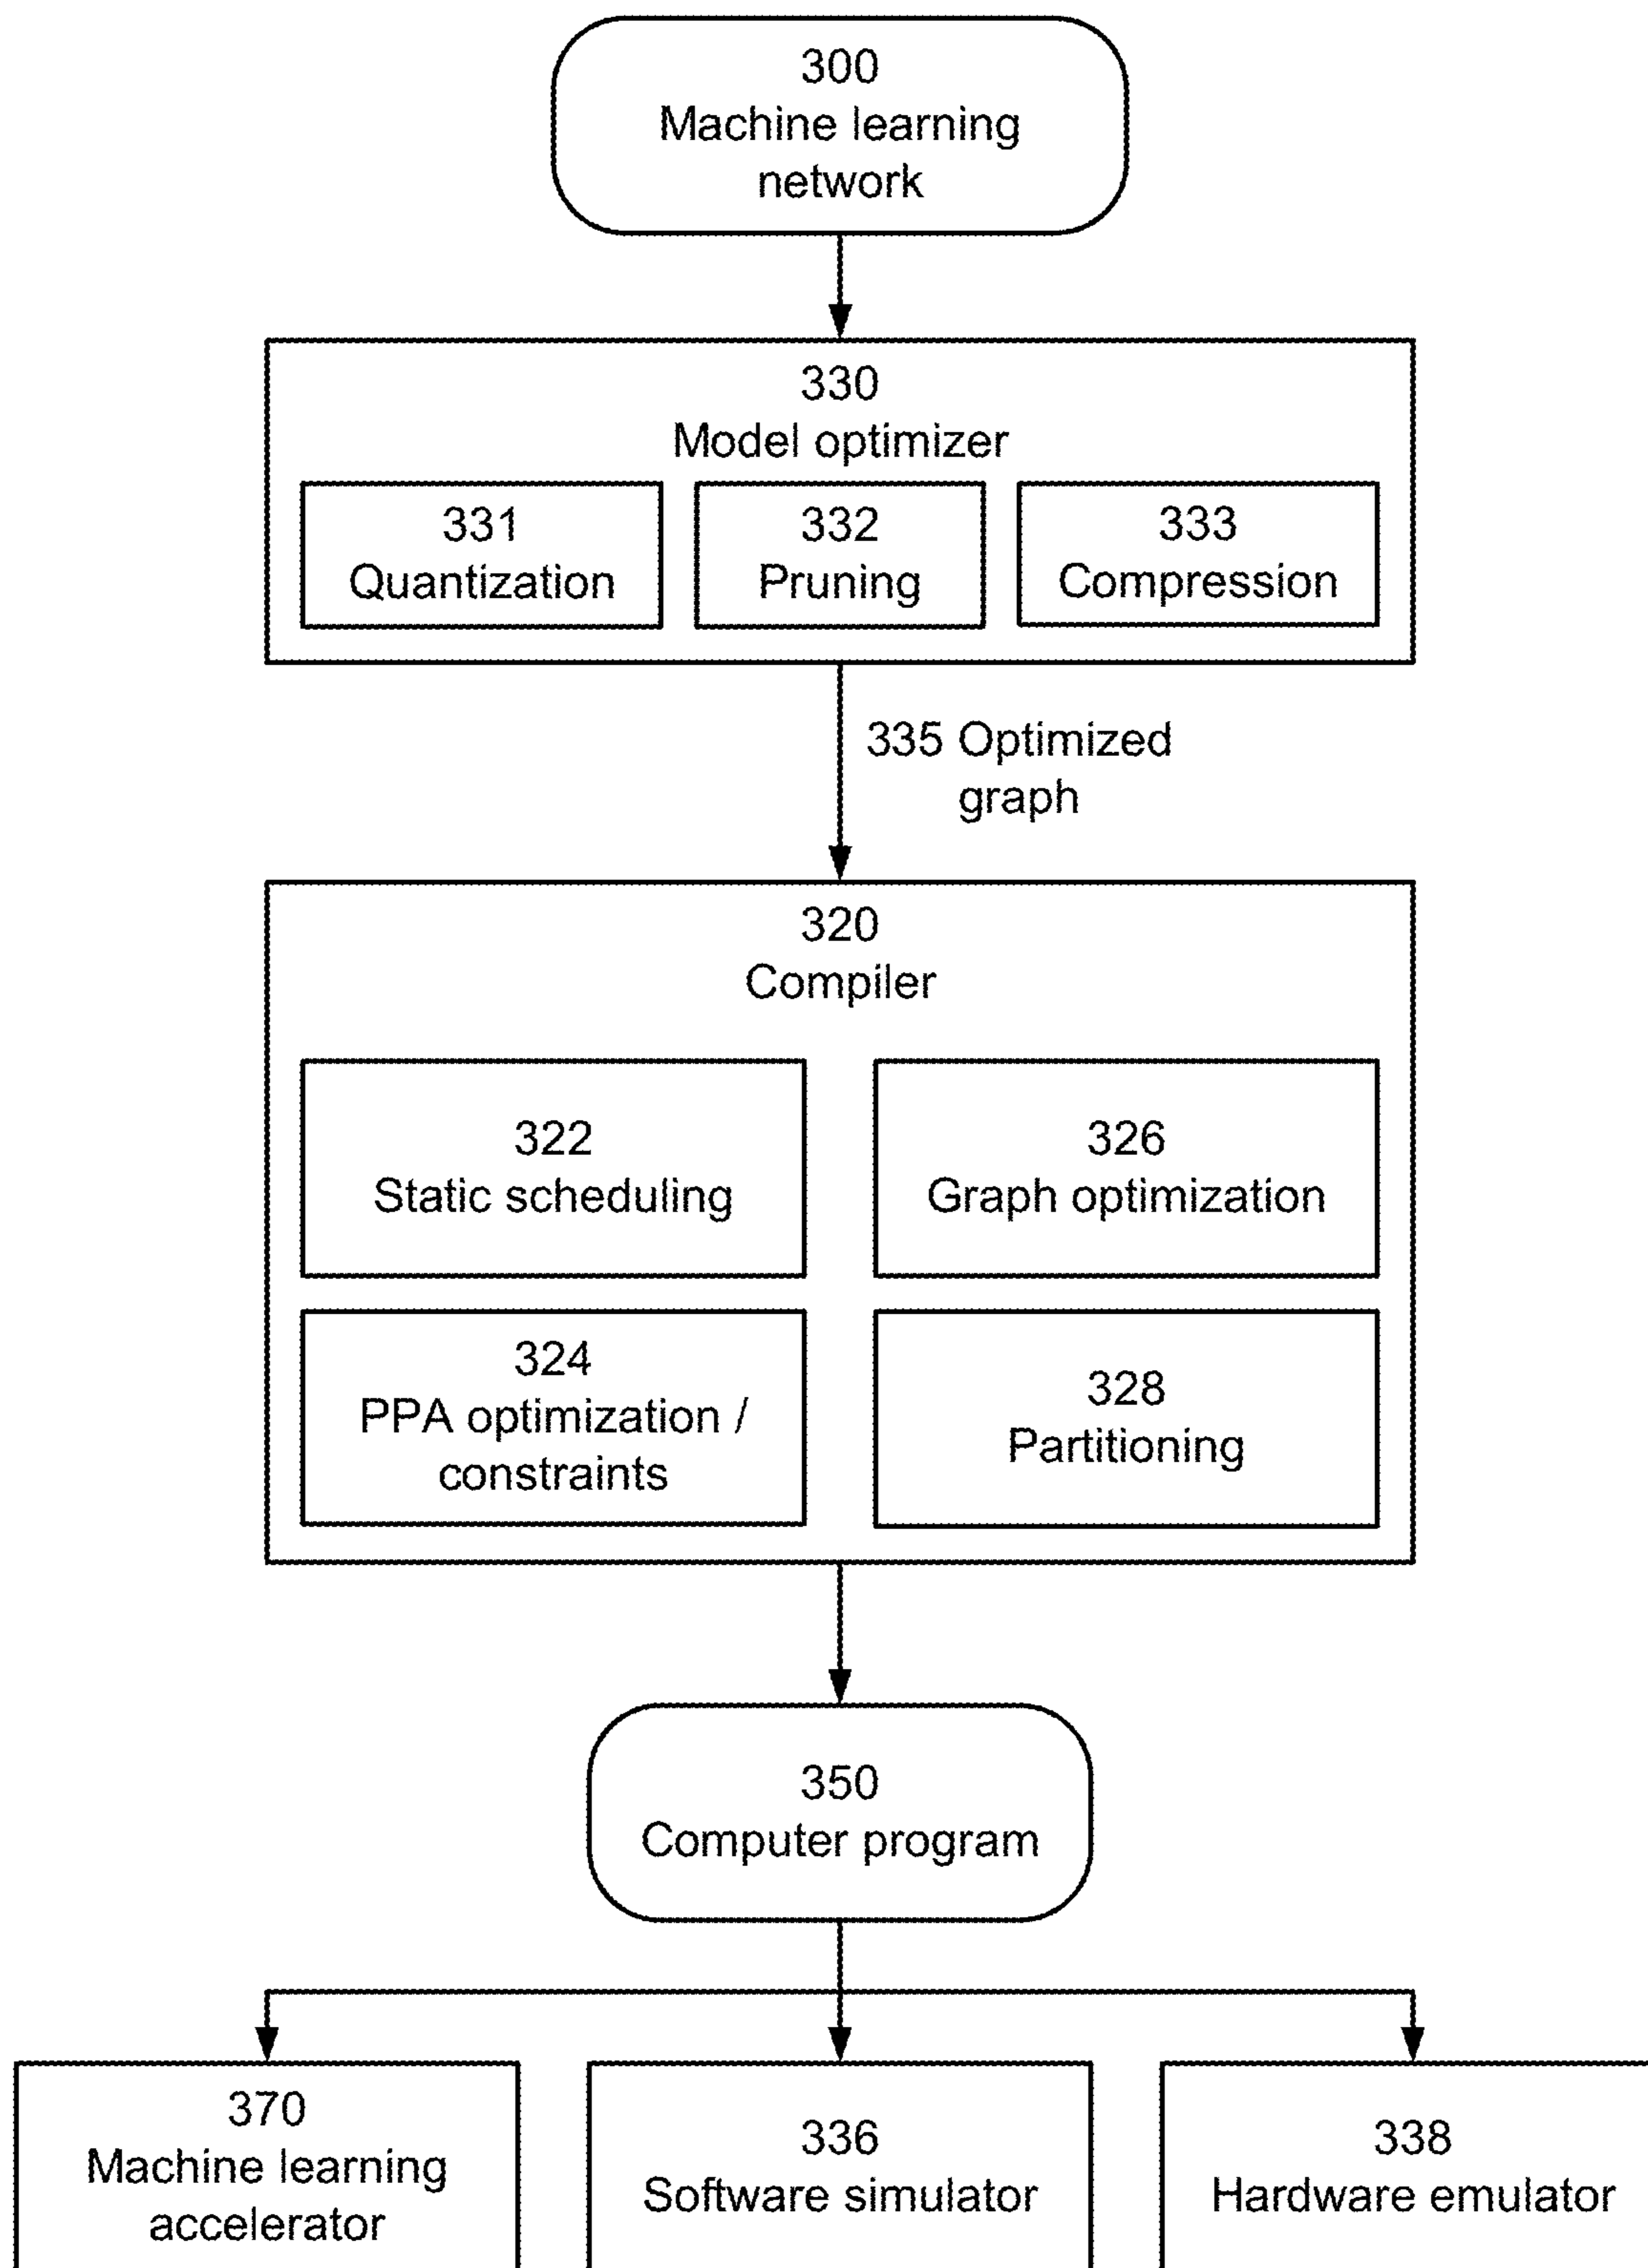 300
Machine learning
network
330
Model optimizer
331
Quantization
332
Pruning
333
Compression
335 Optimized
graph
320
Compiler
322
Static scheduling
326
Graph optimization
324
PPA optimization /
constraints
328
Partitioning
350
Computer program
370
Machine learning
accelerator
336
Software simulator
338
Hardware emulator